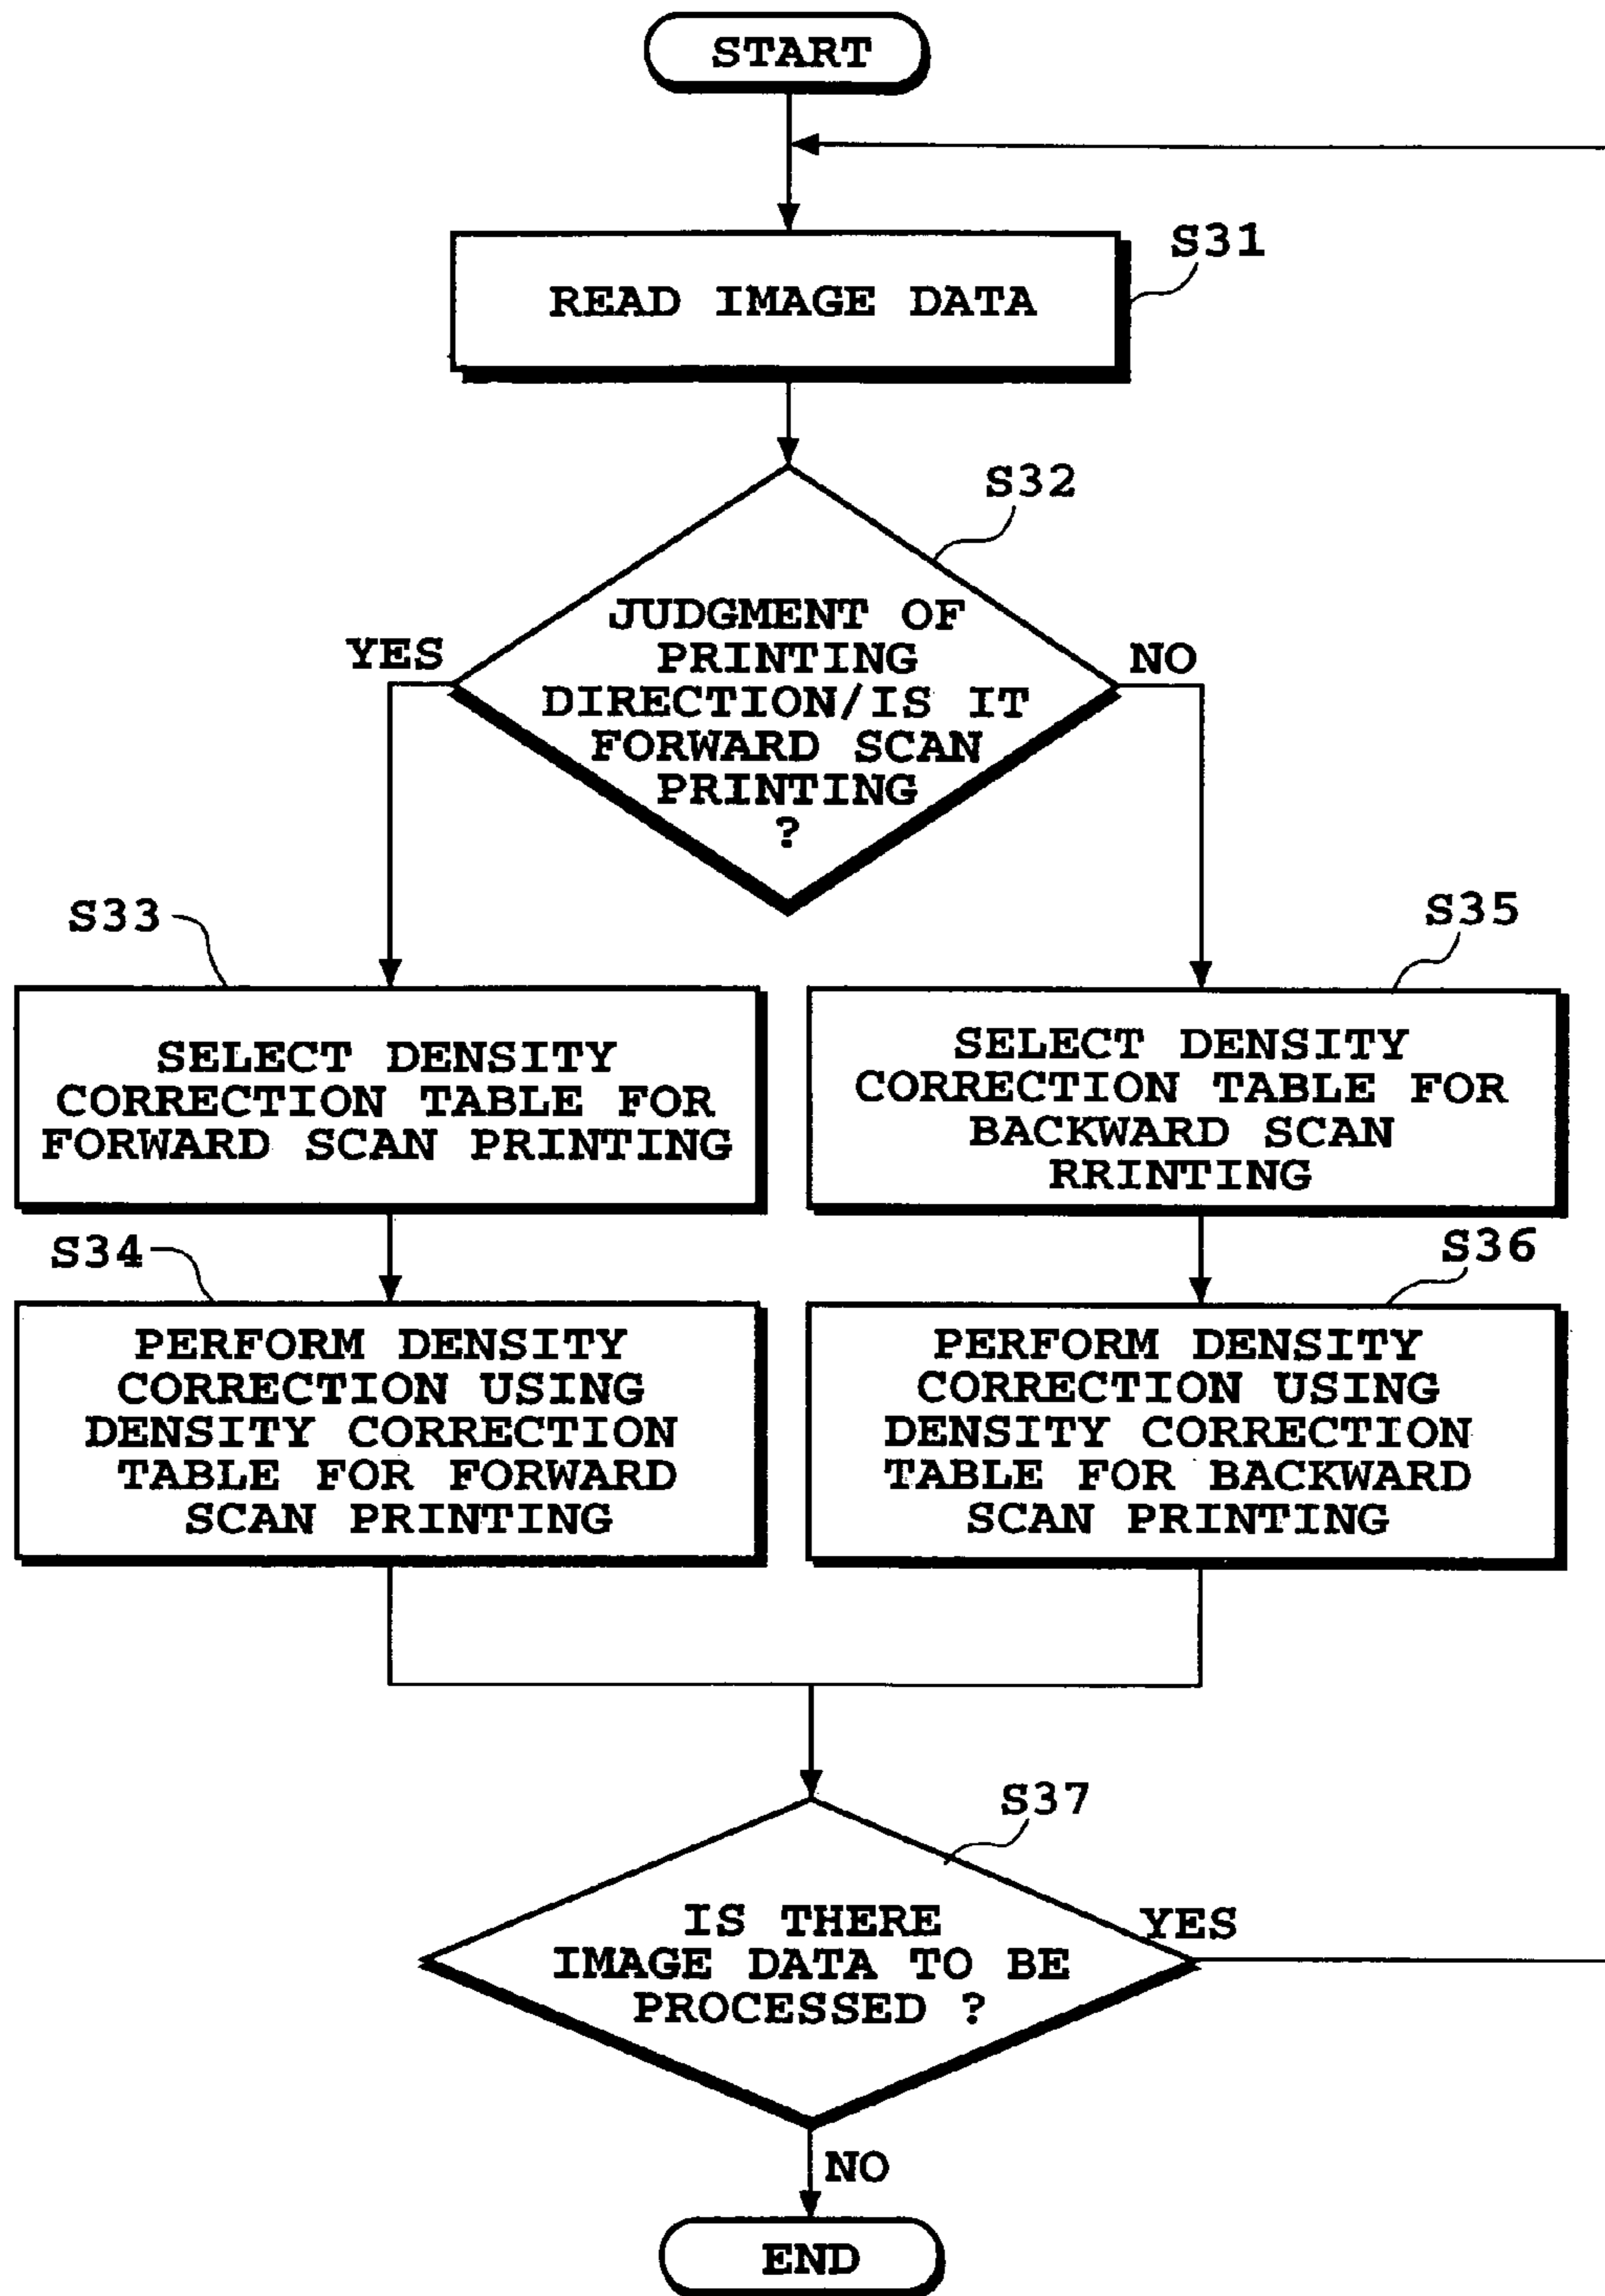 START
S31
READ IMAGE DATA
S32
JUDGMENT OF
PRINTING
DIRECTION/IS IT
FORWARD SCAN
PRINTING
?
YES
NO
S33
SELECT DENSITY
CORRECTION TABLE FOR
FORWARD SCAN PRINTING
S35
SELECT DENSITY
CORRECTION TABLE FOR
BACKWARD SCAN
RRINTING
S34
PERFORM DENSITY
CORRECTION USING
DENSITY CORRECTION
TABLE FOR FORWARD
SCAN PRINTING
S36
PERFORM DENSITY
CORRECTION USING
DENSITY CORRECTION
TABLE FOR BACKWARD
SCAN PRINTING
S37
IS THERE
IMAGE DATA TO BE
PROCESSED ?
YES
NO
END